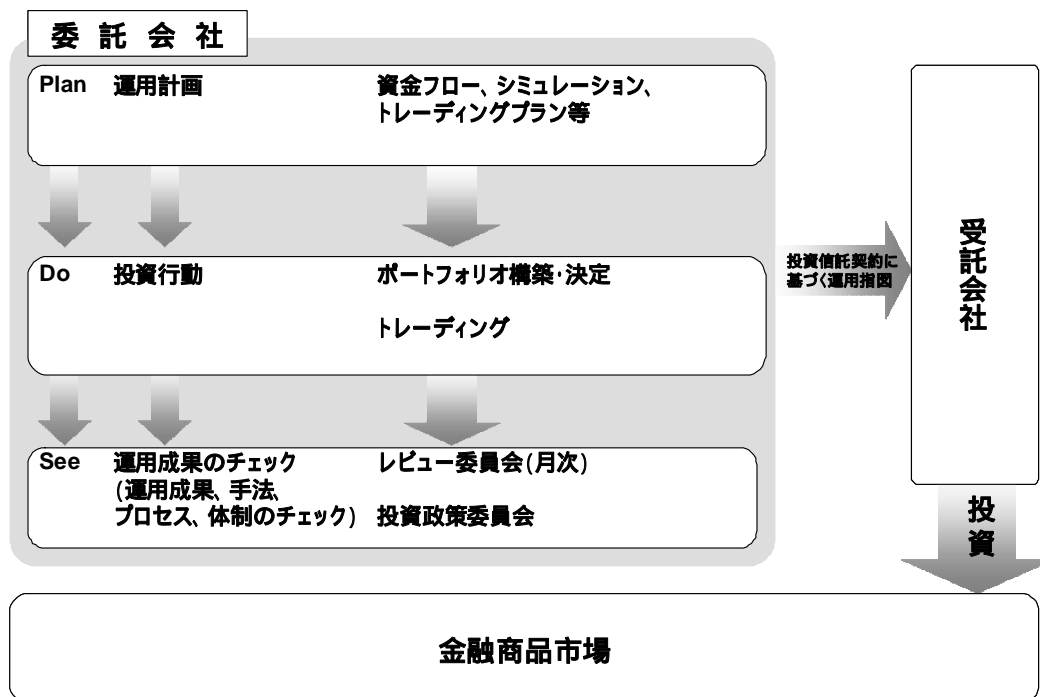 委託会社
Plan 運用計画 資金フロー、シミュレーション、
トレーディングプラン等
Do 投資行動 ポートフォリオ構築・決定
トレーディング
See 運用成果のチェック レビュー委員会(月次)
(運用成果、手法、
プロセス、体制のチェック) 投資政策委員会
投資信託契約に
基づく運用指図
受託会社
投資
金融商品市場